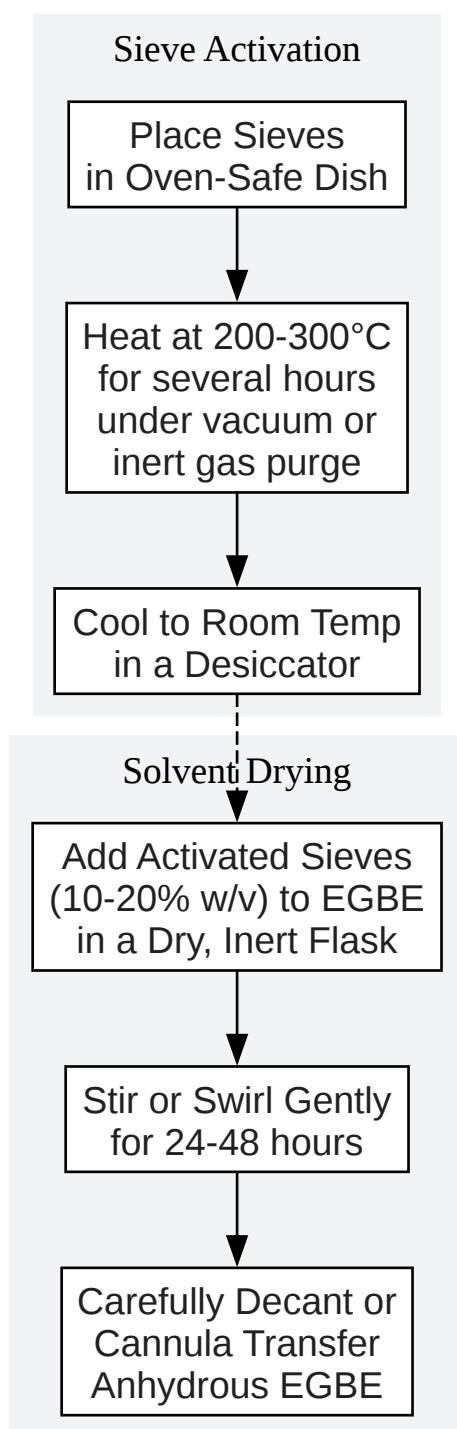 Sieve Activation
Place Sieves
in Oven-Safe Dish
Heat at 200-300°C
for several hours
under vacuum or
inert gas purge
Cool to Room Temp
in a Desiccator
Solvent Drying
Add Activated Sieves
(10-20% w/v) to EGBE
in a Dry, Inert Flask
Stir or Swirl Gently
for 24-48 hours
Carefully Decant or
Cannula Transfer
Anhydrous EGBE